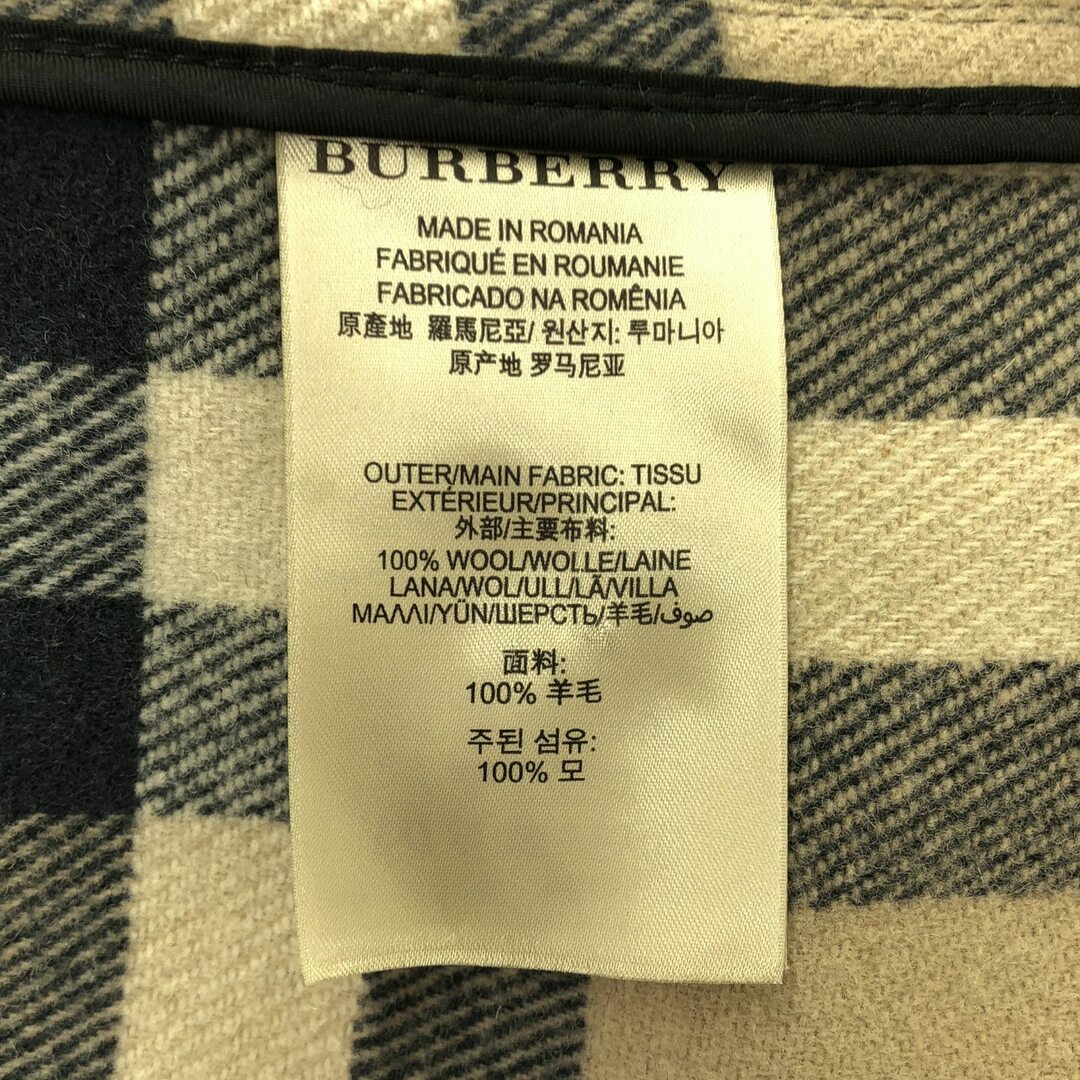 BURBERRY
MADE IN ROMANIA
FABRIQUÉ EN ROUMANIE
FABRICADO NA ROMÊNIA
原產地 羅馬尼亞/ 원산지: 루마니아
原产地 罗马尼亚
OUTER/MAIN FABRIC: TISSU
EXTÉRIEUR/PRINCIPAL:
外部/主要布料:
100% WOOL/WOLLE/LAINE
LANA/WOL/ULL/LÃ/VILLA
ΜΑΛΛΙ/YÜN/ШЕРСТЬ/羊毛/صوف
面料:
100% 羊毛
주된 섬유:
100% 모